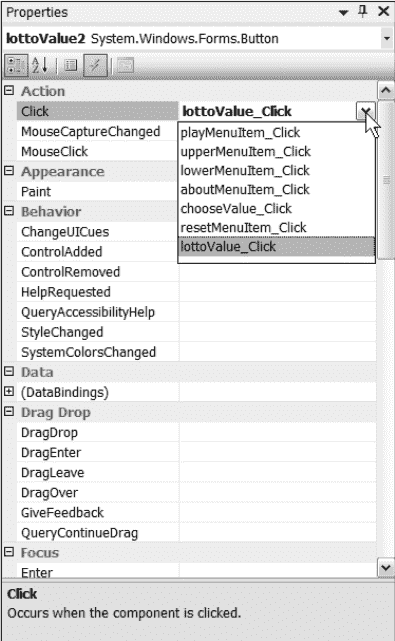 Properties
lottoValue2 System.Windows.Forms.Button
Action
Click lottoValue_Click
MouseCaptureChanged playMenuItem_Click
MouseClick upperMenuItem_Click
Appearance lowerMenuItem_Click
Paint aboutMenuItem_Click
Behavior chooseValue_Click
ChangeUICues resetMenuItem_Click
ControlAdded lottoValue_Click
ControlRemoved
HelpRequested
QueryAccessibilityHelp
StyleChanged
SystemColorsChanged
Data
(DataBindings)
Drag Drop
DragDrop
DragEnter
DragLeave
DragOver
GiveFeedback
QueryContinueDrag
Focus
Enter
Click
Occurs when the component is clicked.